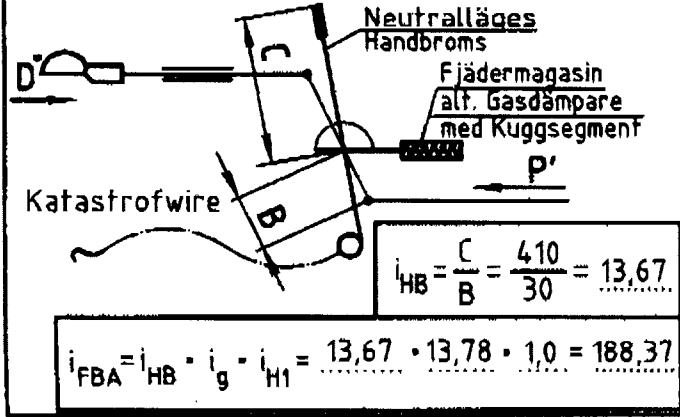 Neutralläges
Handbroms
C
D"
Fjädermagasin
alt. Gasdämpare
med Kuggsegment
P'
Katastrofwire
B
i_HB = C/B = 410/30 = 13,67
i_FBA = i_HB · i_g · i_H1 = 13,67 · 13,78 · 1,0 = 188,37